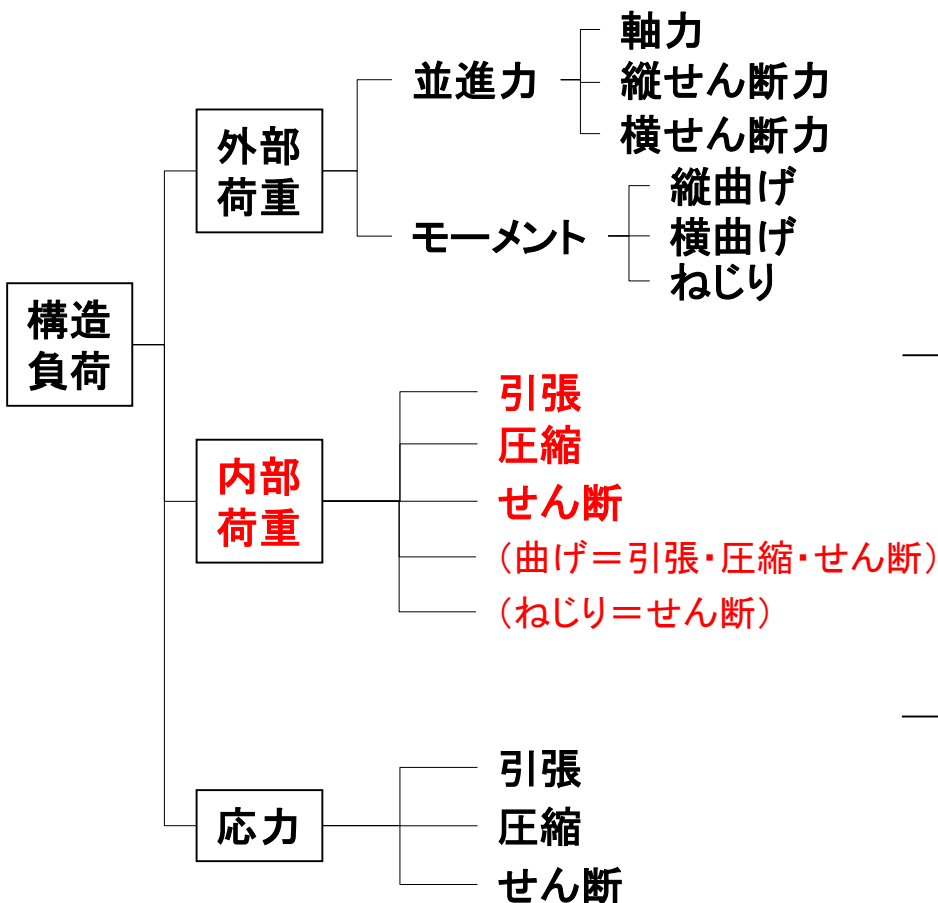 軸力
並進力
縦せん断力
横せん断力
外部
荷重
縦曲げ
モーメント
横曲げ
ねじり
構造
負荷
引張
圧縮
内部
荷重
せん断
(曲げ＝引張・圧縮・せん断)
(ねじり＝せん断)
引張
応力
圧縮
せん断